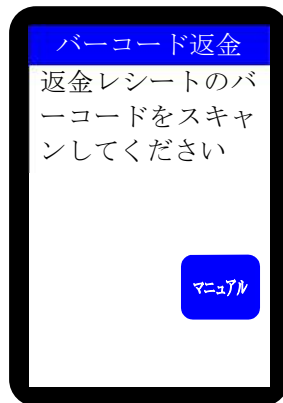 バーコード返金
返金レシートのバ
ーコードをスキャ
ンしてください
マニュアル